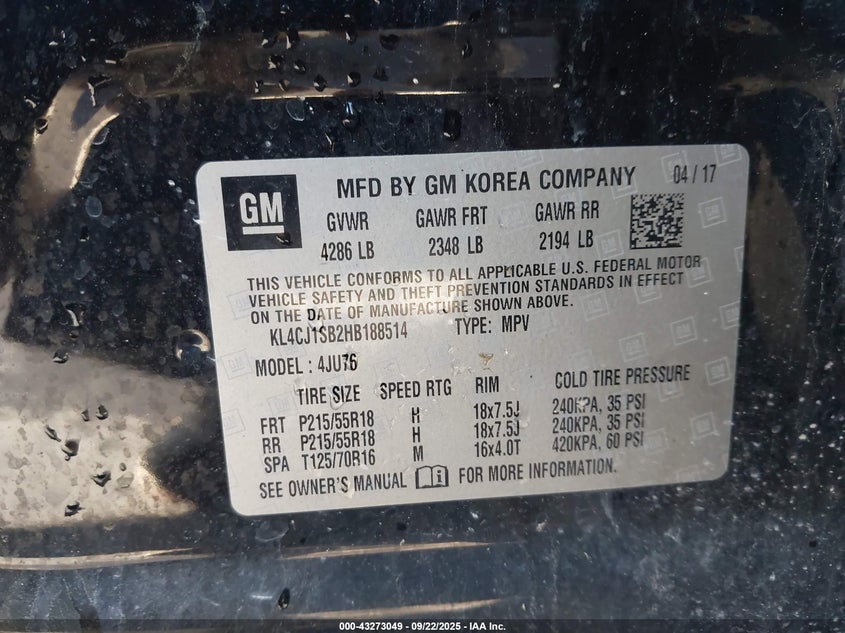 GM
MFD BY GM KOREA COMPANY 04 / 17
GVWR GAWR FRT GAWR RR
4286 LB 2348 LB 2194 LB
THIS VEHICLE CONFORMS TO ALL APPLICABLE U.S. FEDERAL MOTOR
VEHICLE SAFETY AND THEFT PREVENTION STANDARDS IN EFFECT
ON THE DATE OF MANUFACTURE SHOWN ABOVE.
KL4CJ1SB2HB188514 TYPE: MPV
MODEL : 4JU76
TIRE SIZE SPEED RTG RIM COLD TIRE PRESSURE
FRT P215/55R18 H 18x7.5J 240KPA, 35 PSI
RR P215/55R18 H 18x7.5J 240KPA, 35 PSI
SPA T125/70R16 M 16x4.0T 420KPA, 60 PSI
SEE OWNER'S MANUAL FOR MORE INFORMATION.
000-43273049 - 09/22/2025 - IAA Inc.